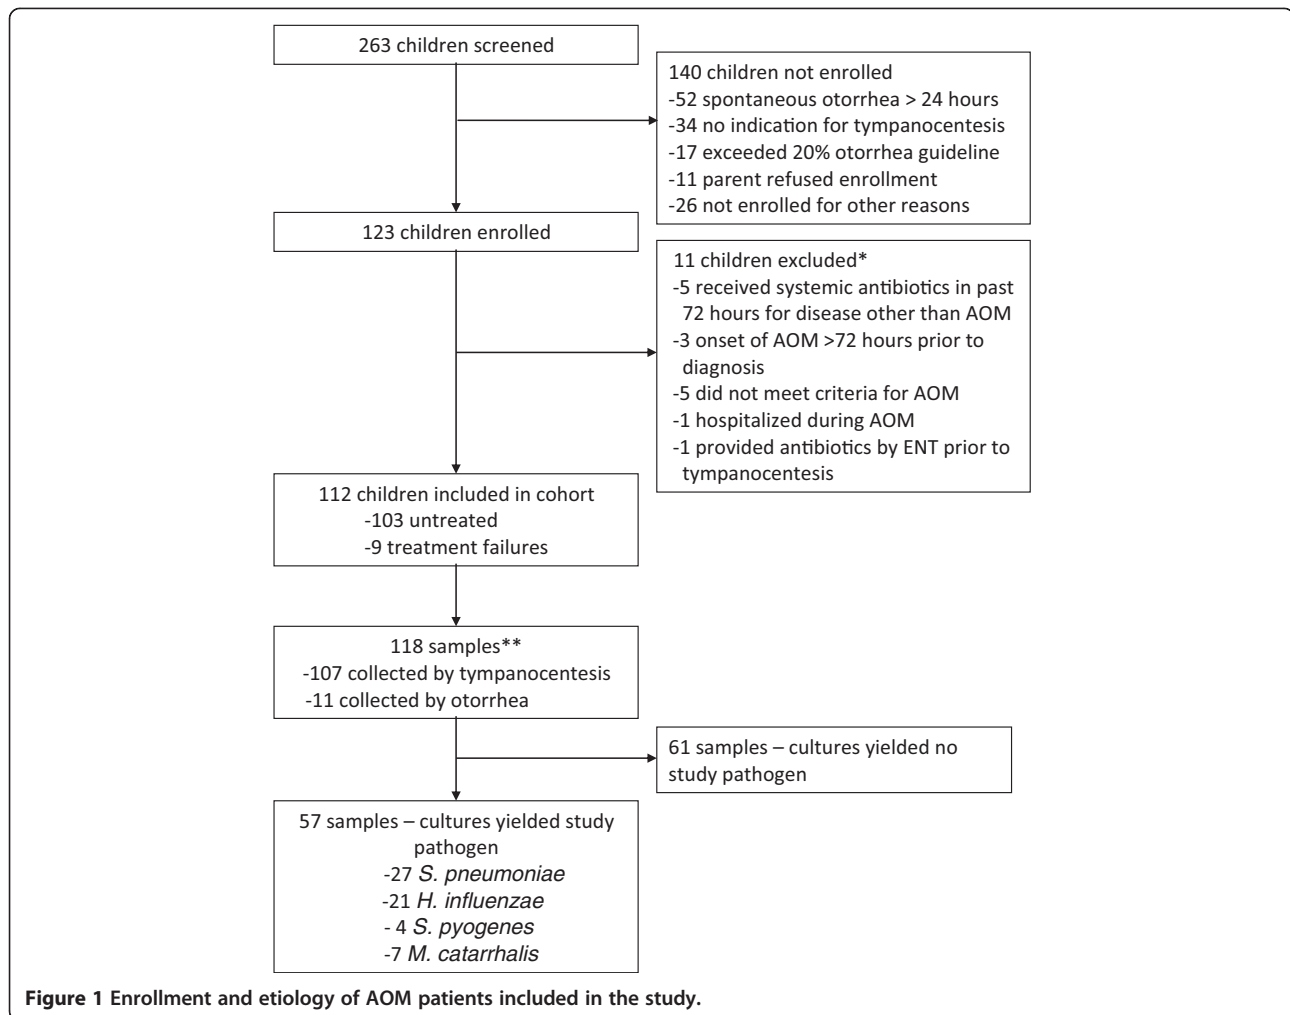 263 children screened
140 children not enrolled
-52 spontaneous otorrhea > 24 hours
-34 no indication for tympanocentesis
-17 exceeded 20% otorrhea guideline
-11 parent refused enrollment
-26 not enrolled for other reasons
123 children enrolled
11 children excluded*
-5 received systemic antibiotics in past
72 hours for disease other than AOM
-3 onset of AOM >72 hours prior to
diagnosis
-5 did not meet criteria for AOM
-1 hospitalized during AOM
-1 provided antibiotics by ENT prior to
tympanocentesis
112 children included in cohort
-103 untreated
-9 treatment failures
118 samples**
-107 collected by tympanocentesis
-11 collected by otorrhea
61 samples – cultures yielded no
study pathogen
57 samples – cultures yielded study
pathogen
-27 S. pneumoniae
-21 H. influenzae
- 4 S. pyogenes
-7 M. catarrhalis
Figure 1 Enrollment and etiology of AOM patients included in the study.